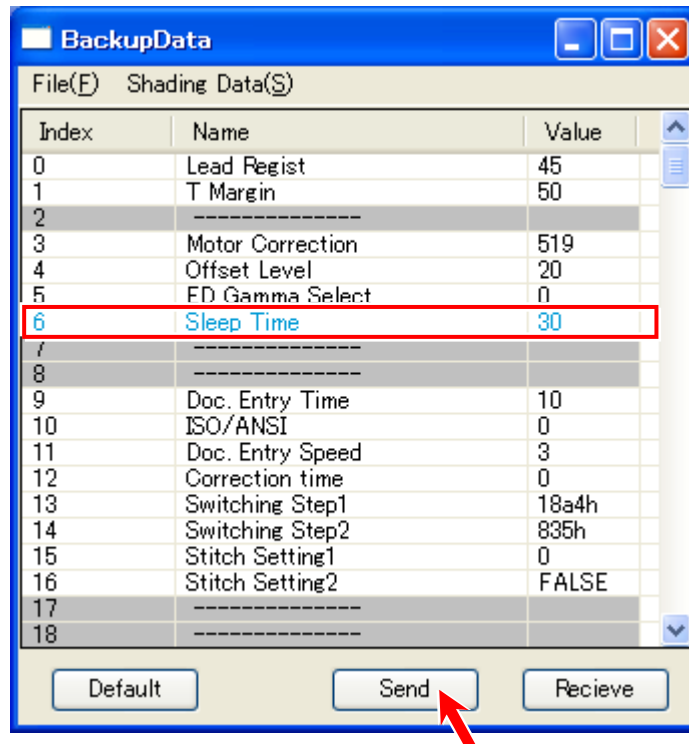 BackupData
File(F) Shading Data(S)
Index Name Value
0 Lead Regist 45
1 T Margin 50
2 --------------
3 Motor Correction 519
4 Offset Level 20
5 ED Gamma Select 0
6 Sleep Time 30
7 --------------
8 --------------
9 Doc. Entry Time 10
10 ISO/ANSI 0
11 Doc. Entry Speed 3
12 Correction time 0
13 Switching Step1 18a4h
14 Switching Step2 835h
15 Stitch Setting1 0
16 Stitch Setting2 FALSE
17 --------------
18 --------------
Default Send Recieve